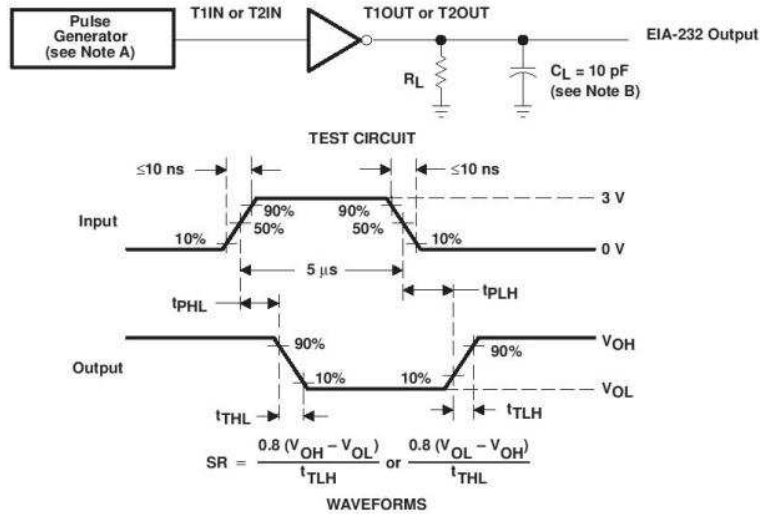 Pulse
Generator
(see Note A)
T1IN or T2IN
T1OUT or T2OUT
EIA-232 Output
RL
CL = 10 pF
(see Note B)
TEST CIRCUIT
≤10 ns
≤10 ns
Input
10%
90%
50%
90%
50%
10%
3 V
0 V
5 μs
tPHL
tPLH
Output
90%
10%
10%
90%
VOH
VOL
tTHL
tTLH
SR = 0.8 (VOH – VOL) / tTLH or 0.8 (VOL – VOH) / tTHL
WAVEFORMS